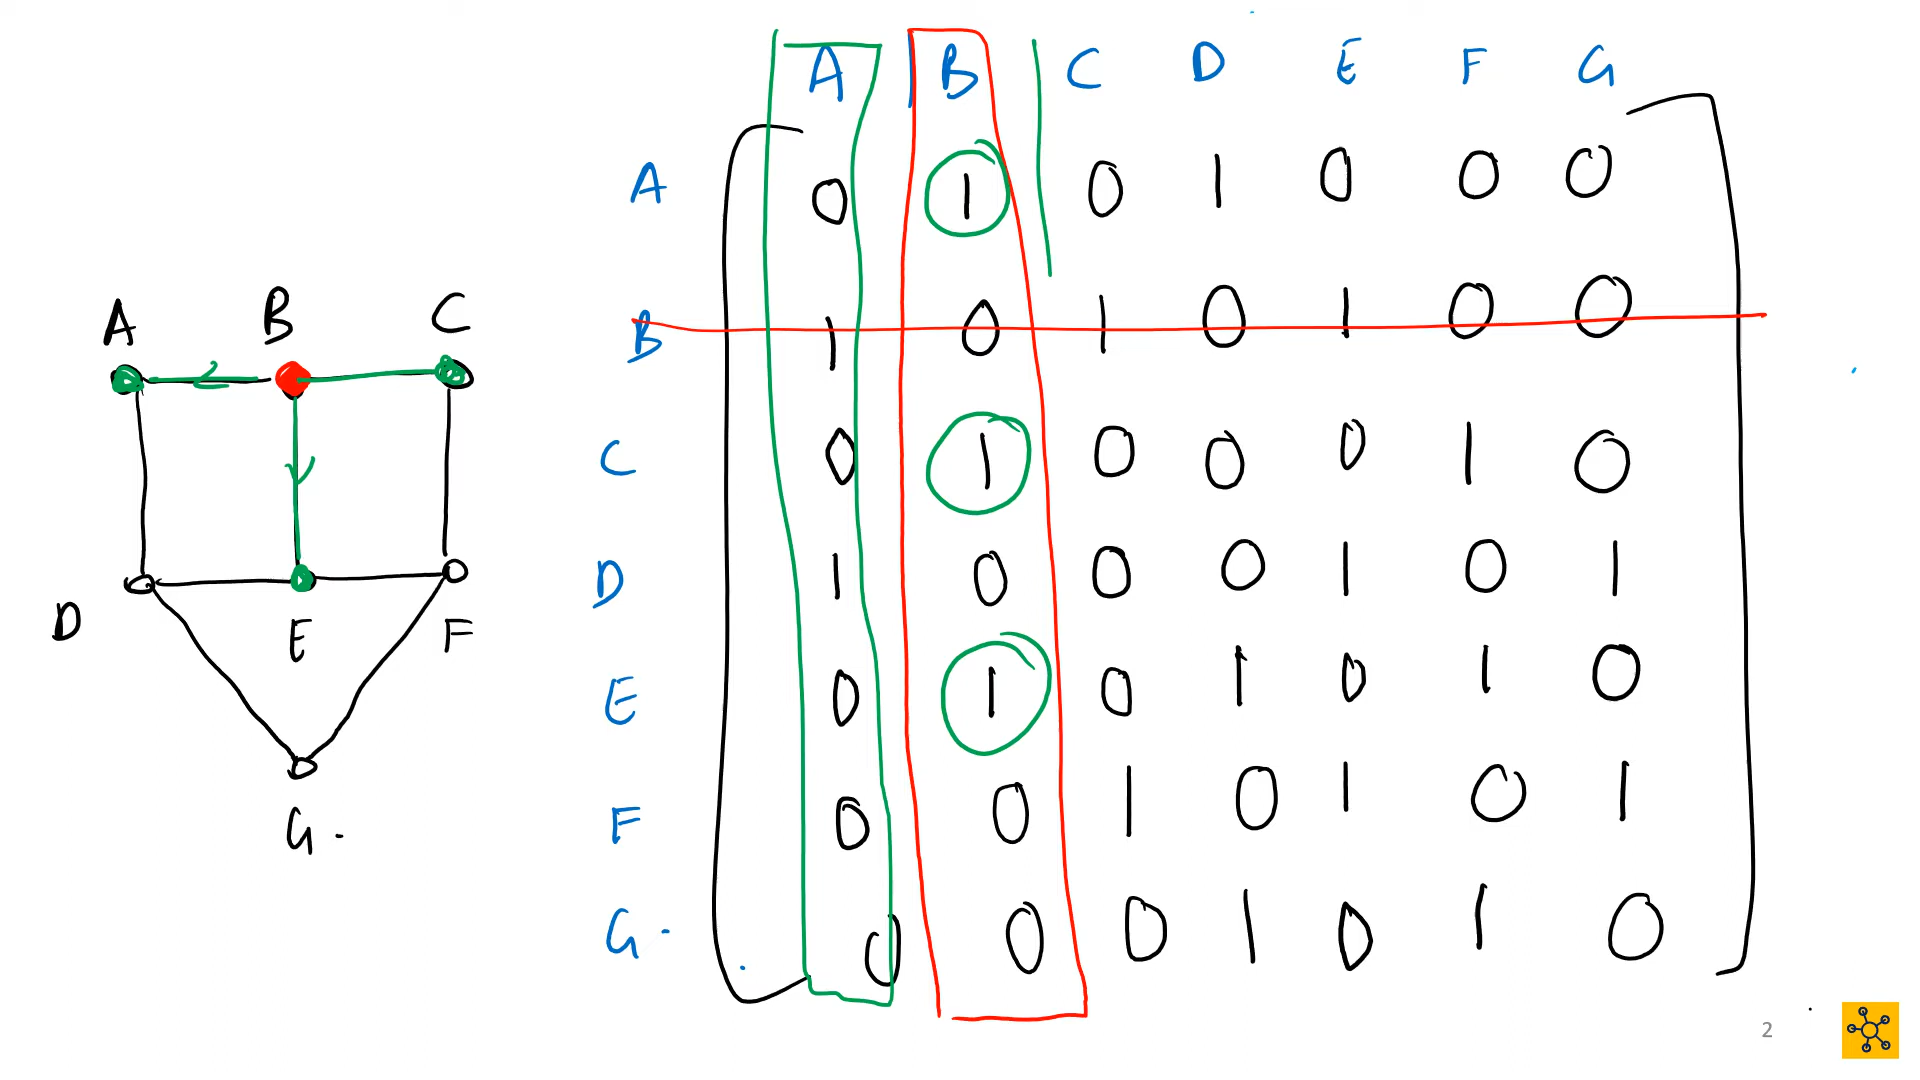 A B C D E F G
A 0 1 0 1 0 0 0
B 1 0 1 0 1 0 0
C 0 1 0 0 0 1 0
D 1 0 0 0 1 0 1
E 0 1 0 1 0 1 0
F 0 0 1 0 1 0 1
G. 0 0 0 1 0 1 0
A B C
D E F
G.
2